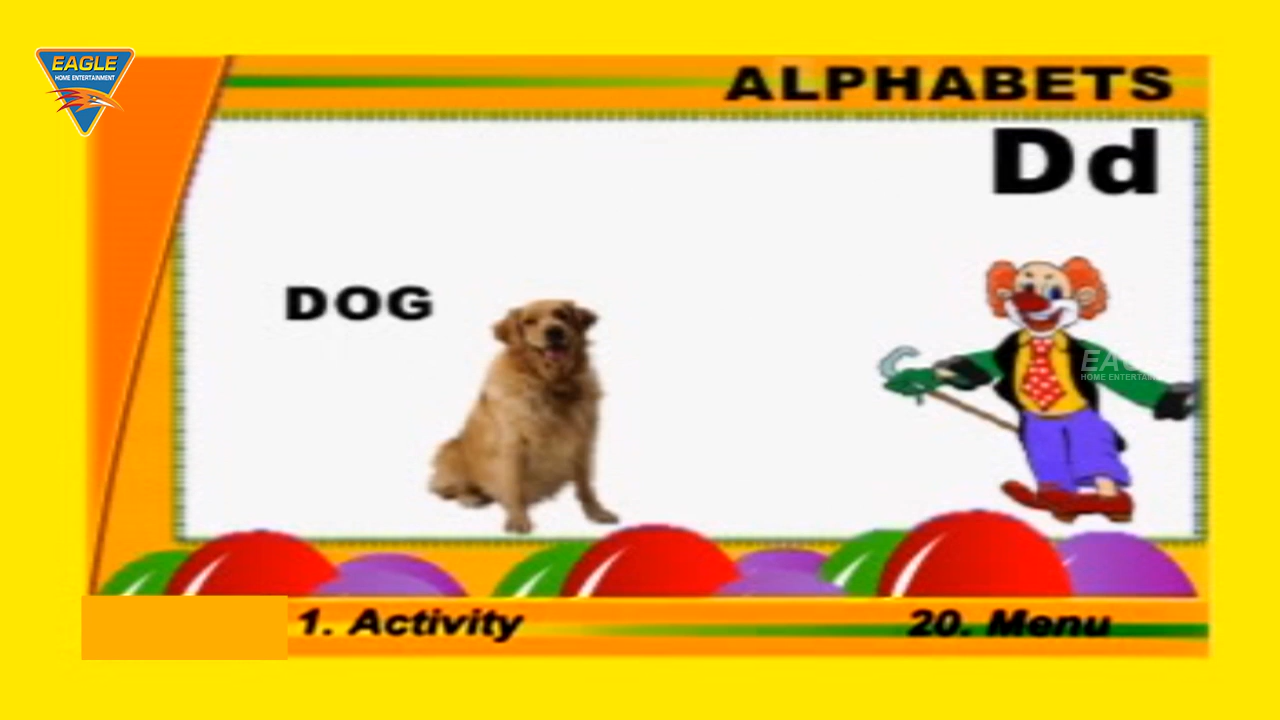 EAGLE
HOME ENTERTAINMENT
ALPHABETS
Dd
DOG
1. Activity
20. Menu